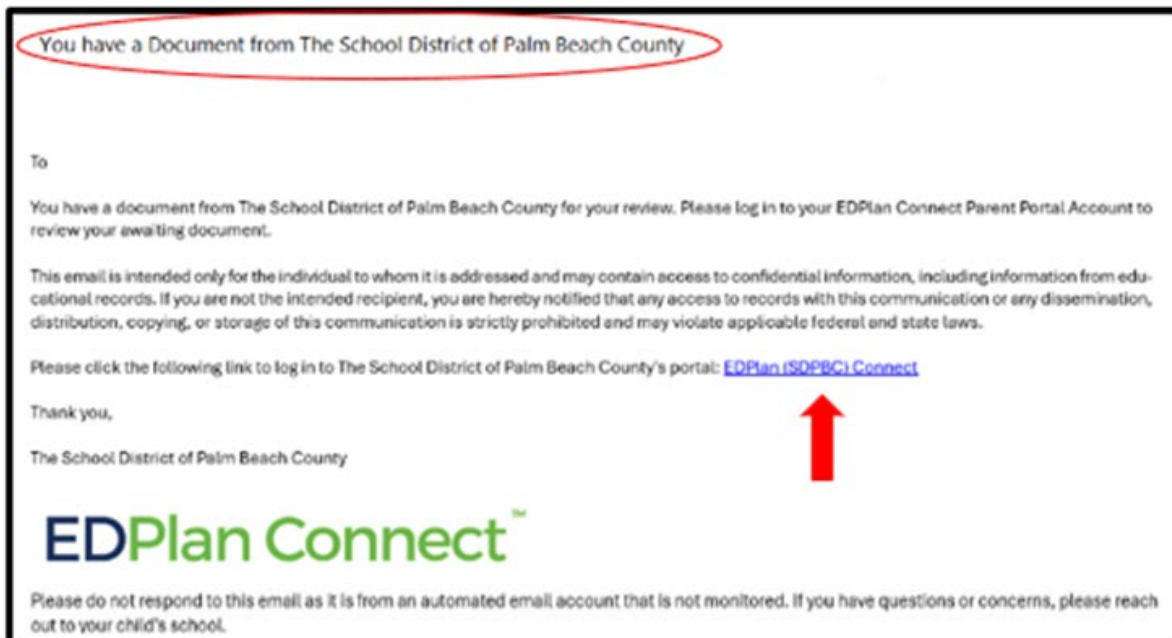 You have a Document from The School District of Palm Beach County
To
You have a document from The School District of Palm Beach County for your review. Please log in to your EDPlan Connect Parent Portal Account to
review your awaiting document.
This email is intended only for the individual to whom it is addressed and may contain access to confidential information, including information from edu-
cational records. If you are not the intended recipient, you are hereby notified that any access to records with this communication or any dissemination,
distribution, copying, or storage of this communication is strictly prohibited and may violate applicable federal and state laws.
Please click the following link to log in to The School District of Palm Beach County's portal: EDPlan (SDPBC) Connect
Thank you,
The School District of Palm Beach County
EDPlan Connect™
Please do not respond to this email as it is from an automated email account that is not monitored. If you have questions or concerns, please reach
out to your child's school.